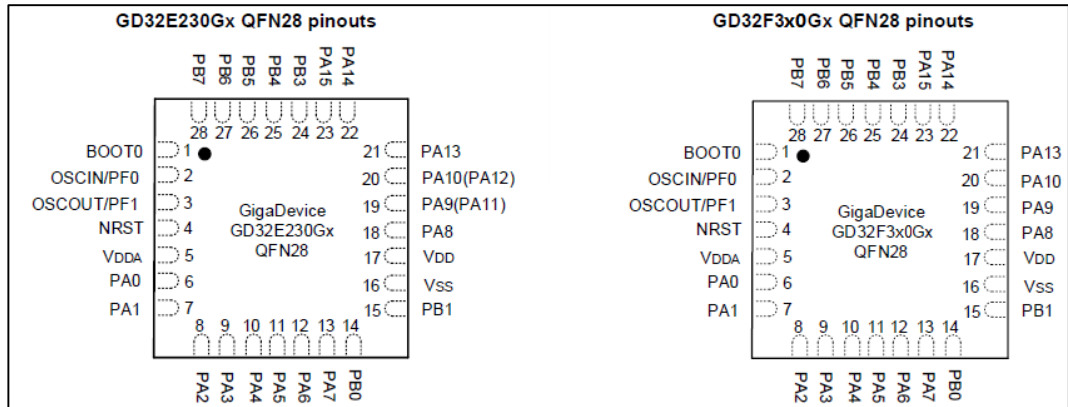 GD32E230Gx QFN28 pinouts
PB7 PB6 PB5 PB4 PB3 PA15 PA14
28 27 26 25 24 23 22
BOOT0 1 21 PA13
OSCIN/PF0 2 20 PA10(PA12)
OSCOUT/PF1 3 19 PA9(PA11)
NRST 4 18 PA8
VDDA 5 17 VDD
PA0 6 16 VSS
PA1 7 15 PB1
GigaDevice
GD32E230Gx
QFN28
8 9 10 11 12 13 14
PA2 PA3 PA4 PA5 PA6 PA7 PB0
GD32F3x0Gx QFN28 pinouts
PB7 PB6 PB5 PB4 PB3 PA15 PA14
28 27 26 25 24 23 22
BOOT0 1 21 PA13
OSCIN/PF0 2 20 PA10
OSCOUT/PF1 3 19 PA9
NRST 4 18 PA8
VDDA 5 17 VDD
PA0 6 16 VSS
PA1 7 15 PB1
GigaDevice
GD32F3x0Gx
QFN28
8 9 10 11 12 13 14
PA2 PA3 PA4 PA5 PA6 PA7 PB0